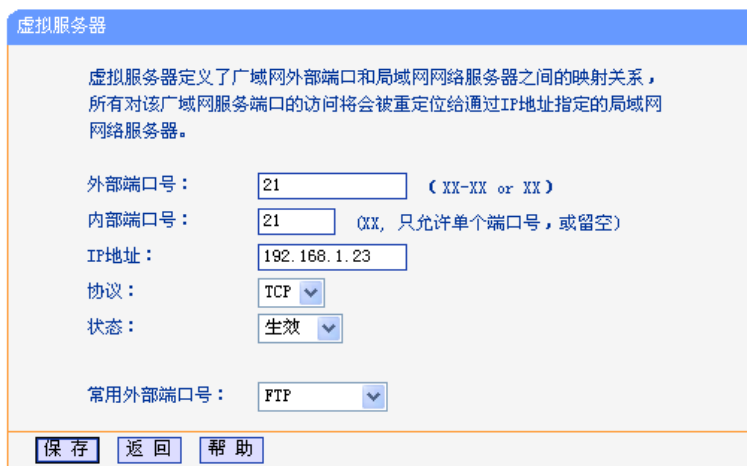 虚拟服务器
虚拟服务器定义了广域网外部端口和局域网网络服务器之间的映射关系，
所有对该广域网服务端口的访问将会被重定位给通过IP地址指定的局域网
网络服务器。
外部端口号： 21 （XX-XX or XX）
内部端口号： 21 （XX, 只允许单个端口号，或留空）
IP地址： 192.168.1.23
协议： TCP
状态： 生效
常用外部端口号： FTP
保 存 返 回 帮 助